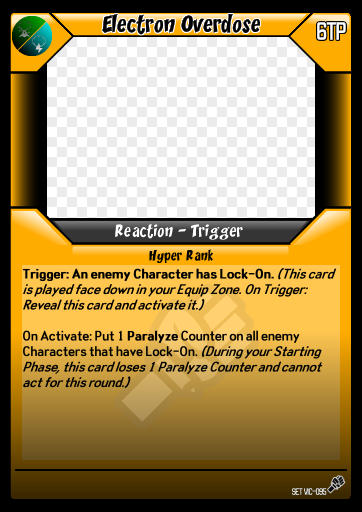 Electron Overdose
6TP
Reaction - Trigger
Hyper Rank
Trigger: An enemy Character has Lock-On. (This card
is played face down in your Equip Zone. On Trigger:
Reveal this card and activate it.)
On Activate: Put 1 Paralyze Counter on all enemy
Characters that have Lock-On. (During your Starting
Phase, this card loses 1 Paralyze Counter and cannot
act for this round.)
SET VIC-095